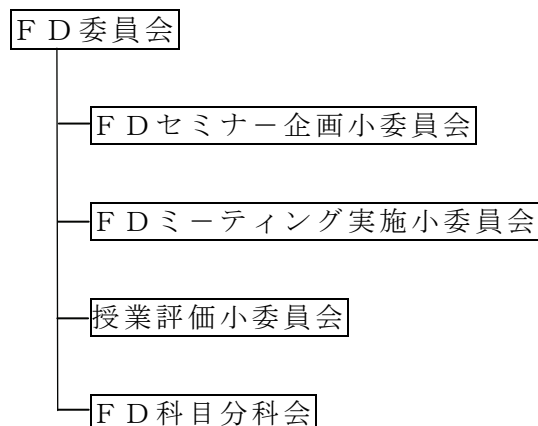 ＦＤ委員会
ＦＤセミナー企画小委員会
ＦＤミーティング実施小委員会
授業評価小委員会
ＦＤ科目分科会